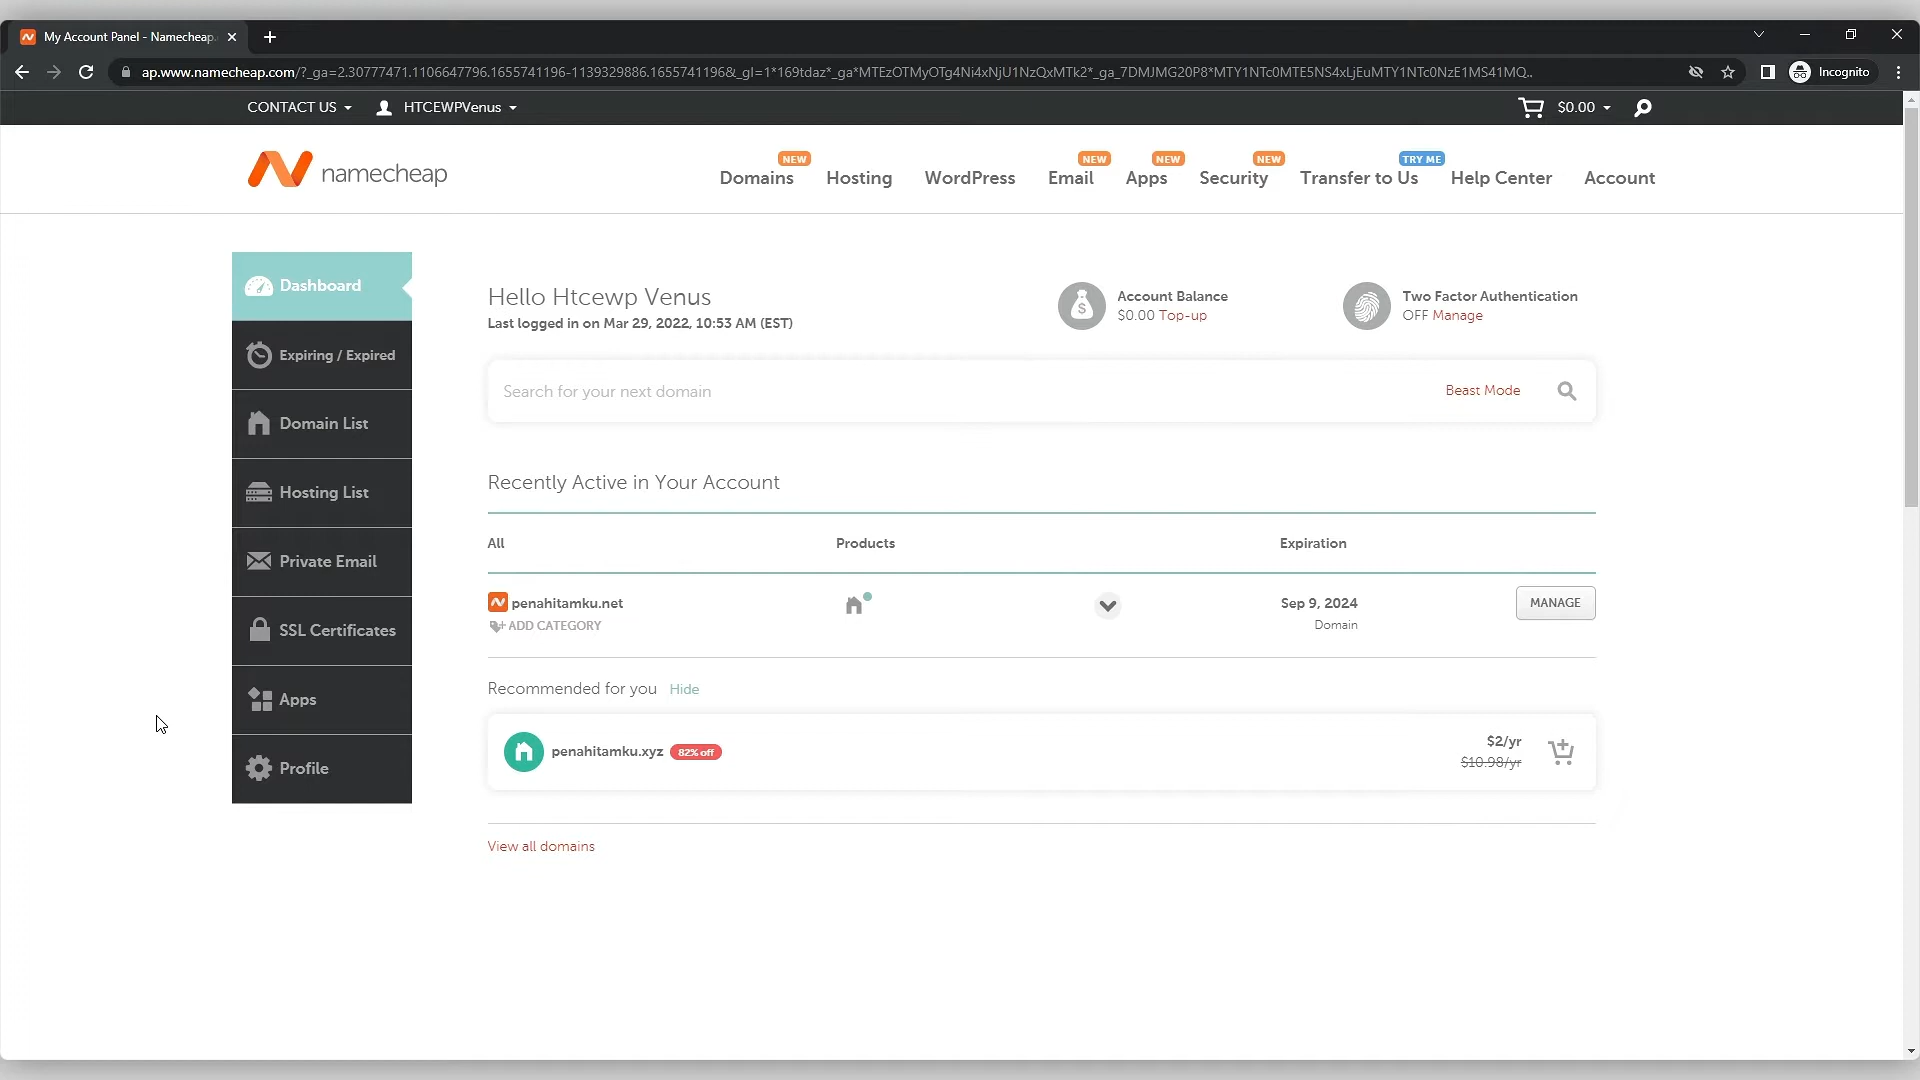 My Account Panel - Namecheap.
ap.www.namecheap.com/?_ga=2.30777471.1106647796.1655741196-1139329886.1655741196&_gl=1*169tdaz*_ga*MTEzOTMyOTg4Ni4xNjU1NzQxMTk2*_ga_7DMJMG20P8*MTY1NTc0MTE5NS4xLjEuMTY1NTc0NzE1MS41MQ..
Incognito
CONTACT US
HTCEWPVenus
$0.00
namecheap
NEW
NEW
NEW
NEW
TRY ME
Domains
Hosting
WordPress
Email
Apps
Security
Transfer to Us
Help Center
Account
Dashboard
Expiring / Expired
Domain List
Hosting List
Private Email
SSL Certificates
Apps
Profile
Hello Htcewp Venus
Last logged in on Mar 29, 2022, 10:53 AM (EST)
Account Balance
$0.00 Top-up
Two Factor Authentication
OFF Manage
Search for your next domain
Beast Mode
Recently Active in Your Account
All
Products
Expiration
penahitamku.net
ADD CATEGORY
Sep 9, 2024
Domain
MANAGE
Recommended for you
Hide
penahitamku.xyz
82% off
$2/yr
$10.98/yr
View all domains